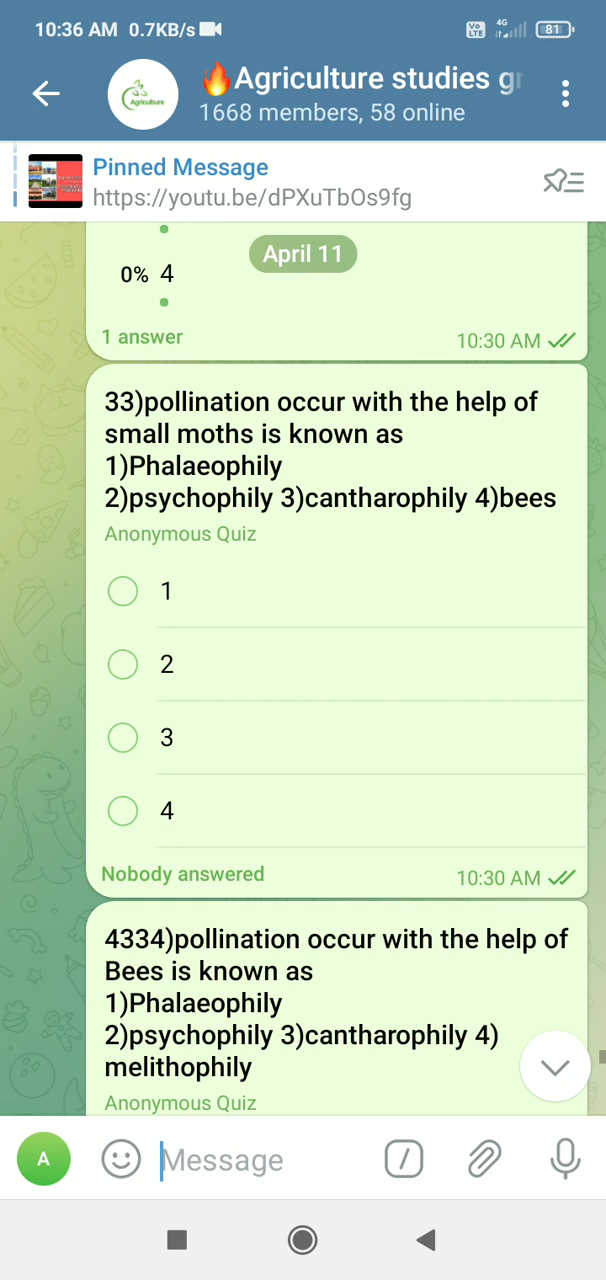 10:36 AM 0.7KB/s
Vo LTE 4G 81
🔥Agriculture studies gr
1668 members, 58 online
Agriculture
Pinned Message
https://youtu.be/dPXuTbOs9fg
April 11
0% 4
1 answer 10:30 AM
33)pollination occur with the help of
small moths is known as
1)Phalaeophily
2)psychophily 3)cantharophily 4)bees
Anonymous Quiz
1
2
3
4
Nobody answered 10:30 AM
4334)pollination occur with the help of
Bees is known as
1)Phalaeophily
2)psychophily 3)cantharophily 4)
melithophily
Anonymous Quiz
A
Message